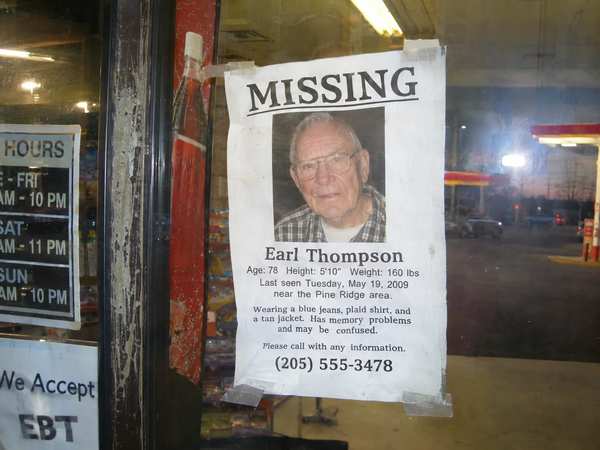 HOURS
- FRI
AM - 10 PM
SAT
AM - 11 PM
SUN
AM - 10 PM
We Accept
EBT
MISSING
Earl Thompson
Age: 78 Height: 5'10" Weight: 160 lbs
Last seen Tuesday, May 19, 2009
near the Pine Ridge area.
Wearing a blue jeans, plaid shirt, and
a tan jacket. Has memory problems
and may be confused.
Please call with any information.
(205) 555-3478